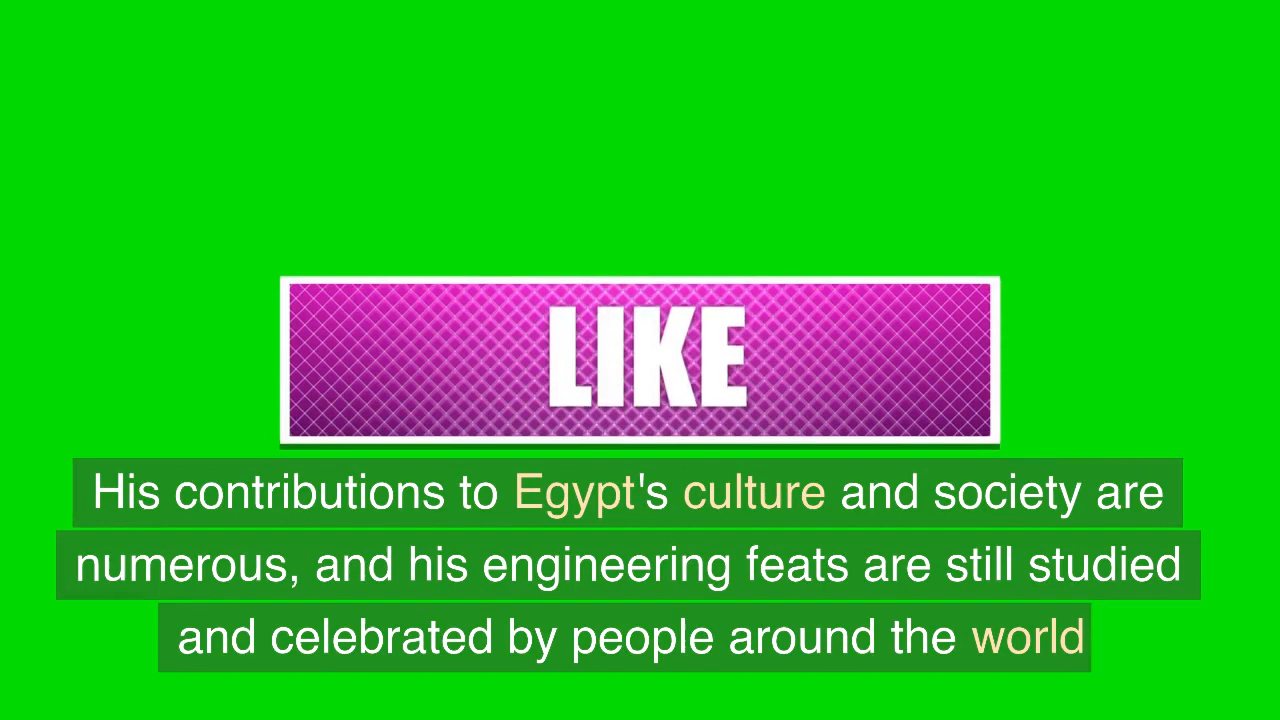 LIKE
His contributions to Egypt's culture and society are
numerous, and his engineering feats are still studied
and celebrated by people around the world